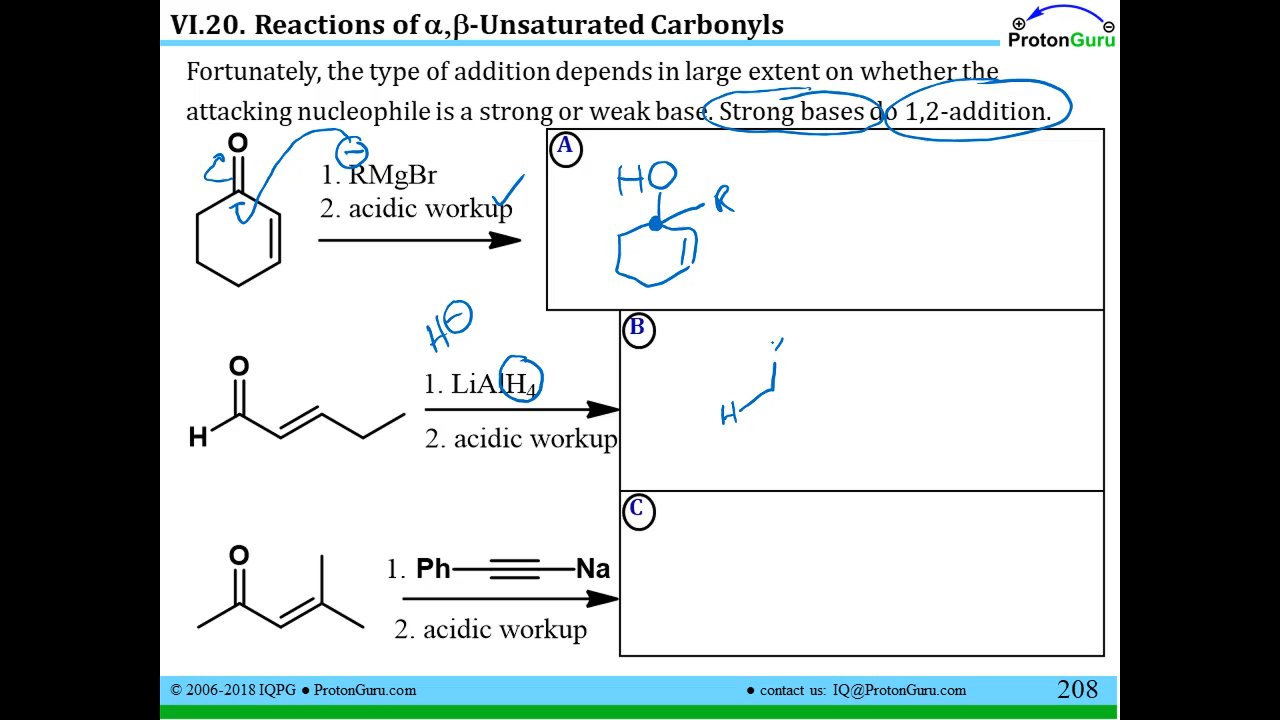 VI.20. Reactions of α,β-Unsaturated Carbonyls
⊕ ⊖
ProtonGuru
Fortunately, the type of addition depends in large extent on whether the
attacking nucleophile is a strong or weak base. Strong bases do 1,2-addition.
O
−
1. RMgBr
2. acidic workup
A
HO
R
H⊖
O
H
1. LiAlH₄
2. acidic workup
B
H
O
1. Ph Na
2. acidic workup
C
© 2006-2018 IQPG ● ProtonGuru.com
● contact us: IQ@ProtonGuru.com
208